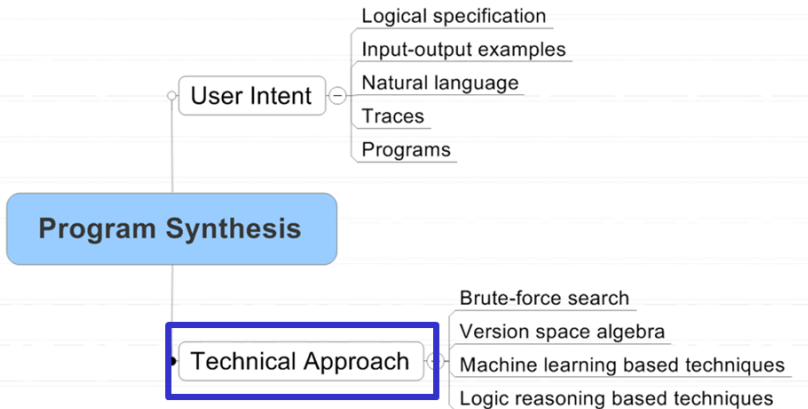 Logical specification
Input-output examples
User Intent
Natural language
Traces
Programs
Program Synthesis
Brute-force search
Version space algebra
Technical Approach
Machine learning based techniques
Logic reasoning based techniques